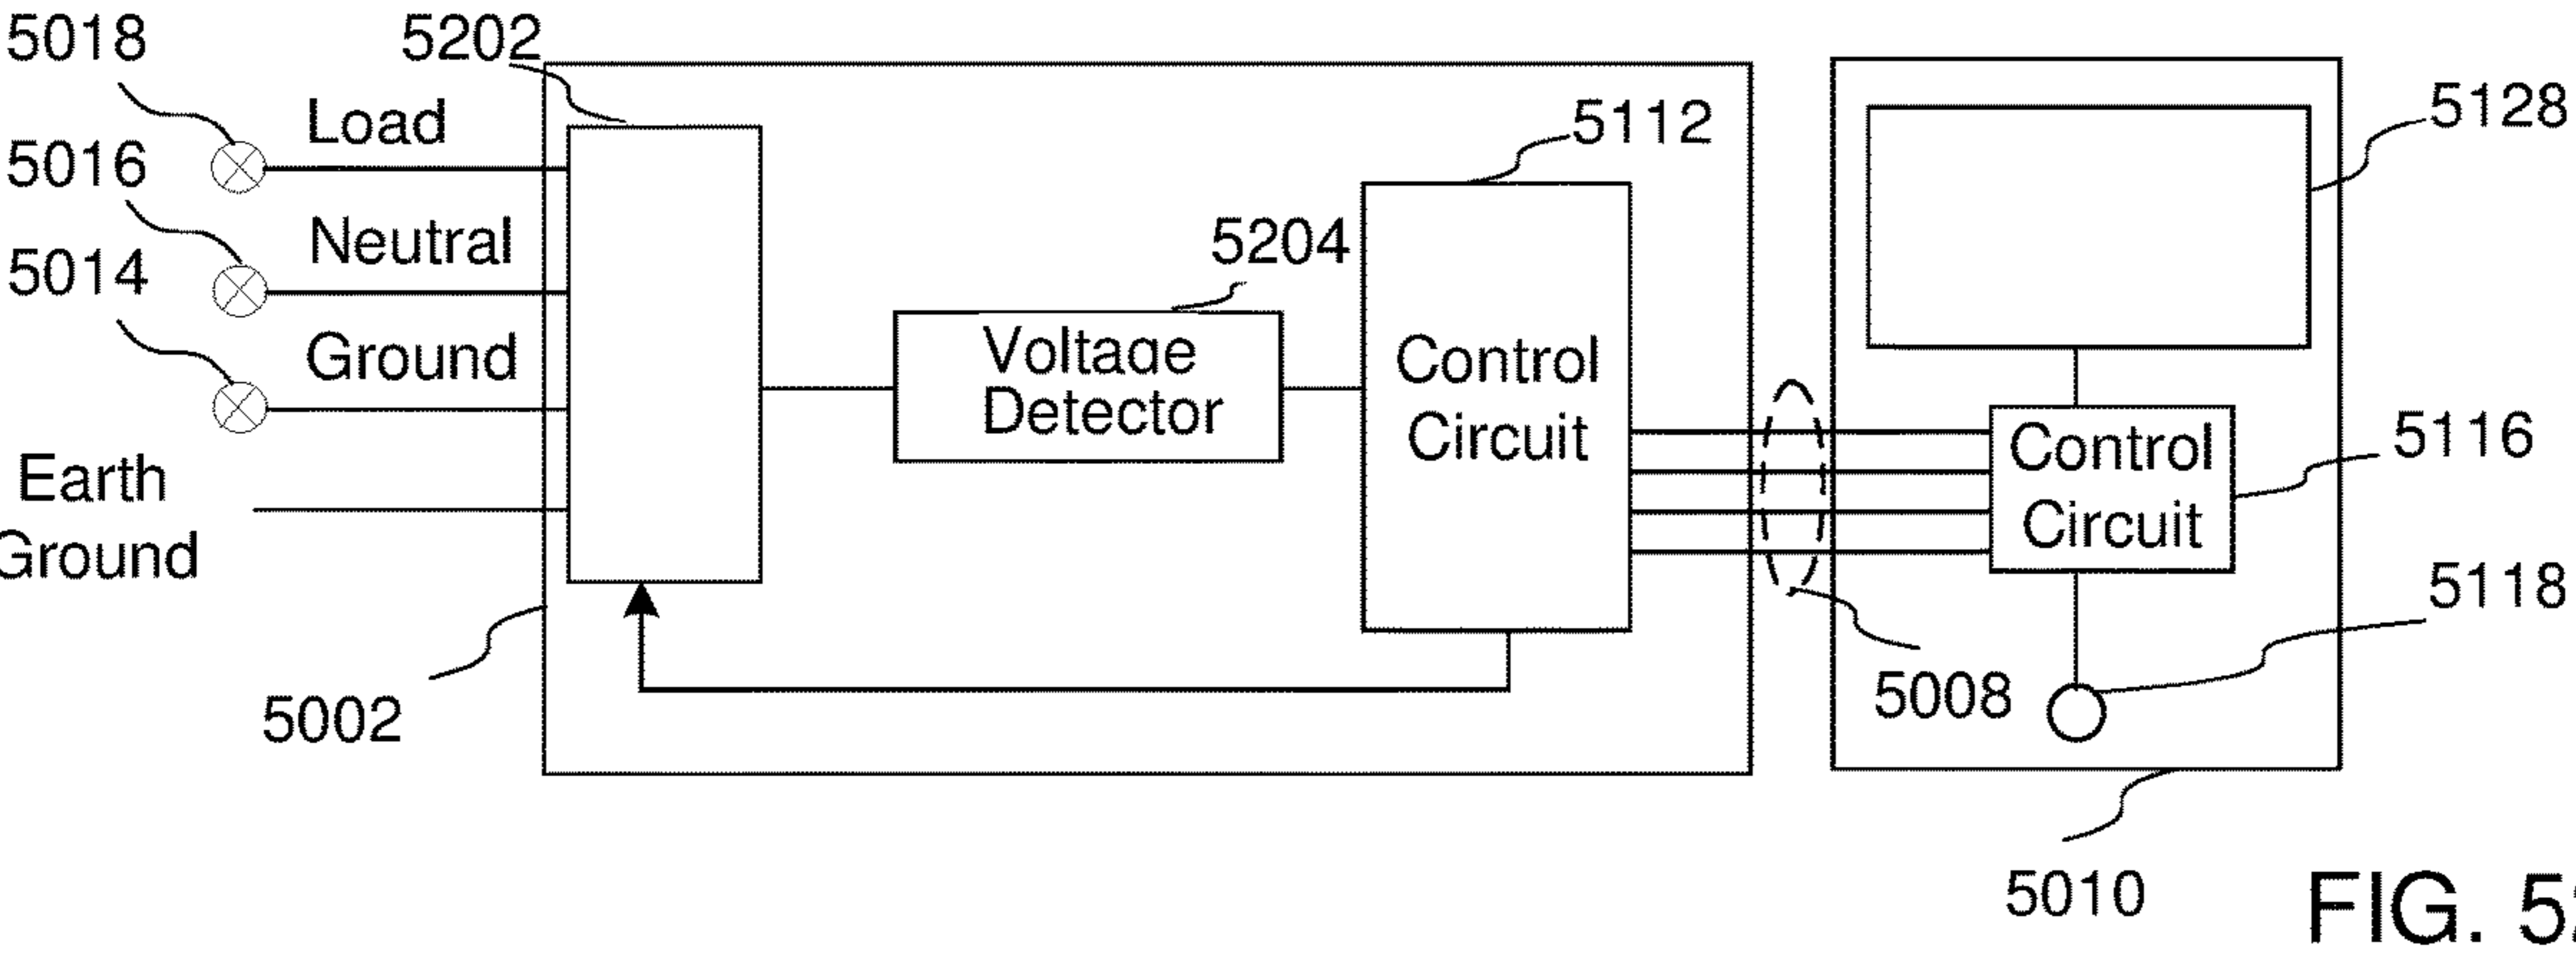 5018
5202
Load
5112
5128
5016
Neutral
5204
5014
Ground
Voltage
Detector
Control
Circuit
Control
Circuit
5116
Earth
Ground
5118
5002
5008
5010
FIG. 5